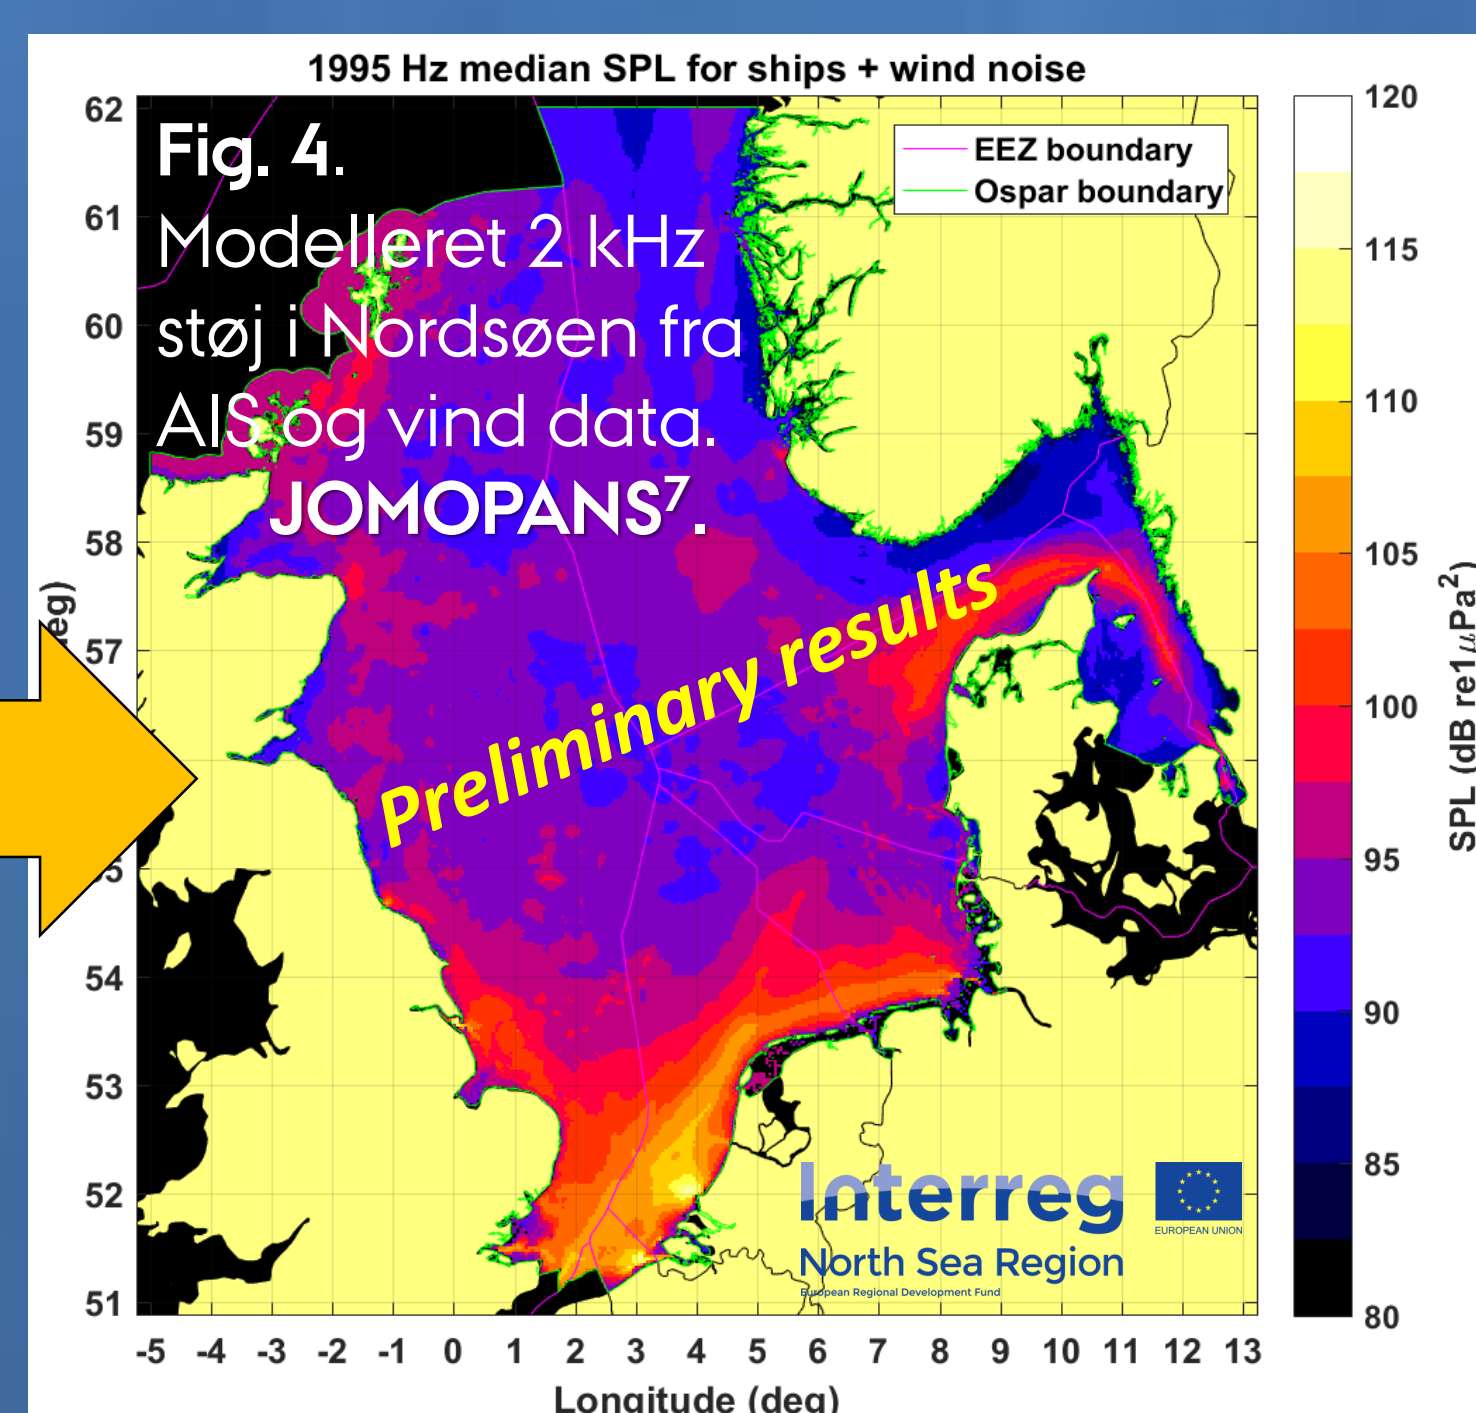 1995 Hz median SPL for ships + wind noise
Fig. 4.
Modelleret 2 kHz
støj i Nordsøen fra
AIS og vind data.
JOMOPANS⁷.
EEZ boundary
Ospar boundary
Preliminary results
62
61
60
59
58
57
54
53
52
51
-5 -4 -3 -2 -1 0 1 2 3 4 5 6 7 8 9 10 11 12 13
Longitude (deg)
120
115
110
105
100
95
90
85
80
SPL (dB re1µPa²)
Interreg
North Sea Region
European Regional Development Fund
EUROPEAN UNION